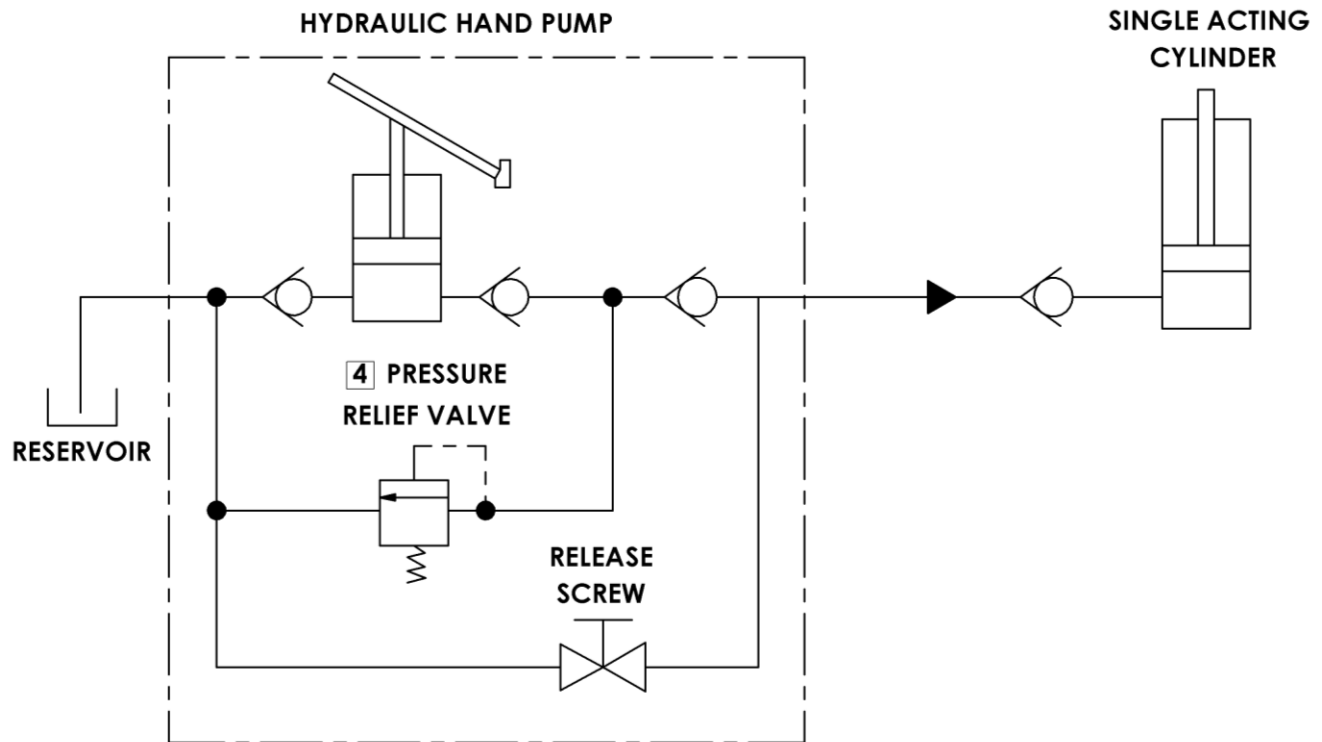 HYDRAULIC HAND PUMP
SINGLE ACTING
CYLINDER
4 PRESSURE
RELIEF VALVE
RESERVOIR
RELEASE
SCREW